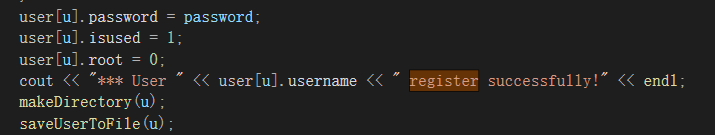 user[u].password = password;
user[u].isused = 1;
user[u].root = 0;
cout << "*** User " << user[u].username << " register successfully!" << endl;
makeDirectory(u);
saveUserToFile(u);